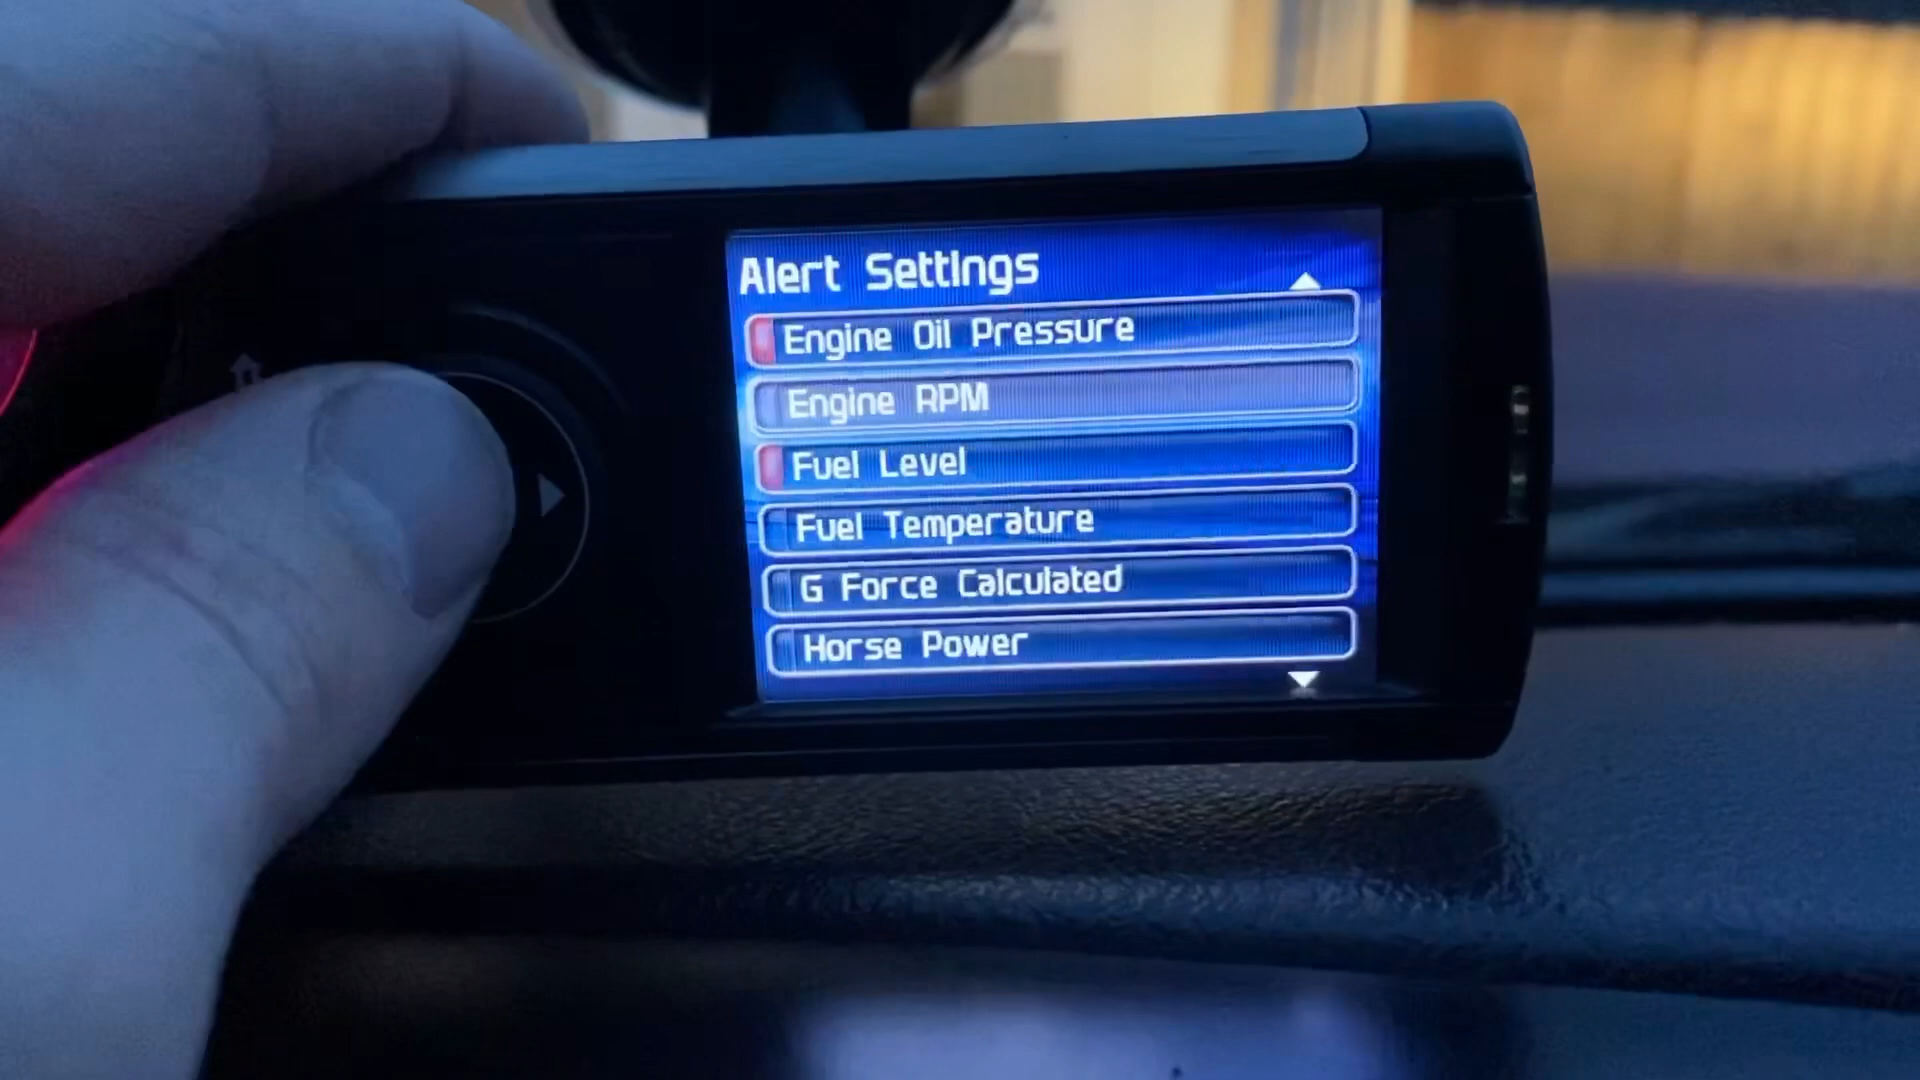 Alert Settings
Engine Oil Pressure
Engine RPM
Fuel Level
Fuel Temperature
G Force Calculated
Horse Power